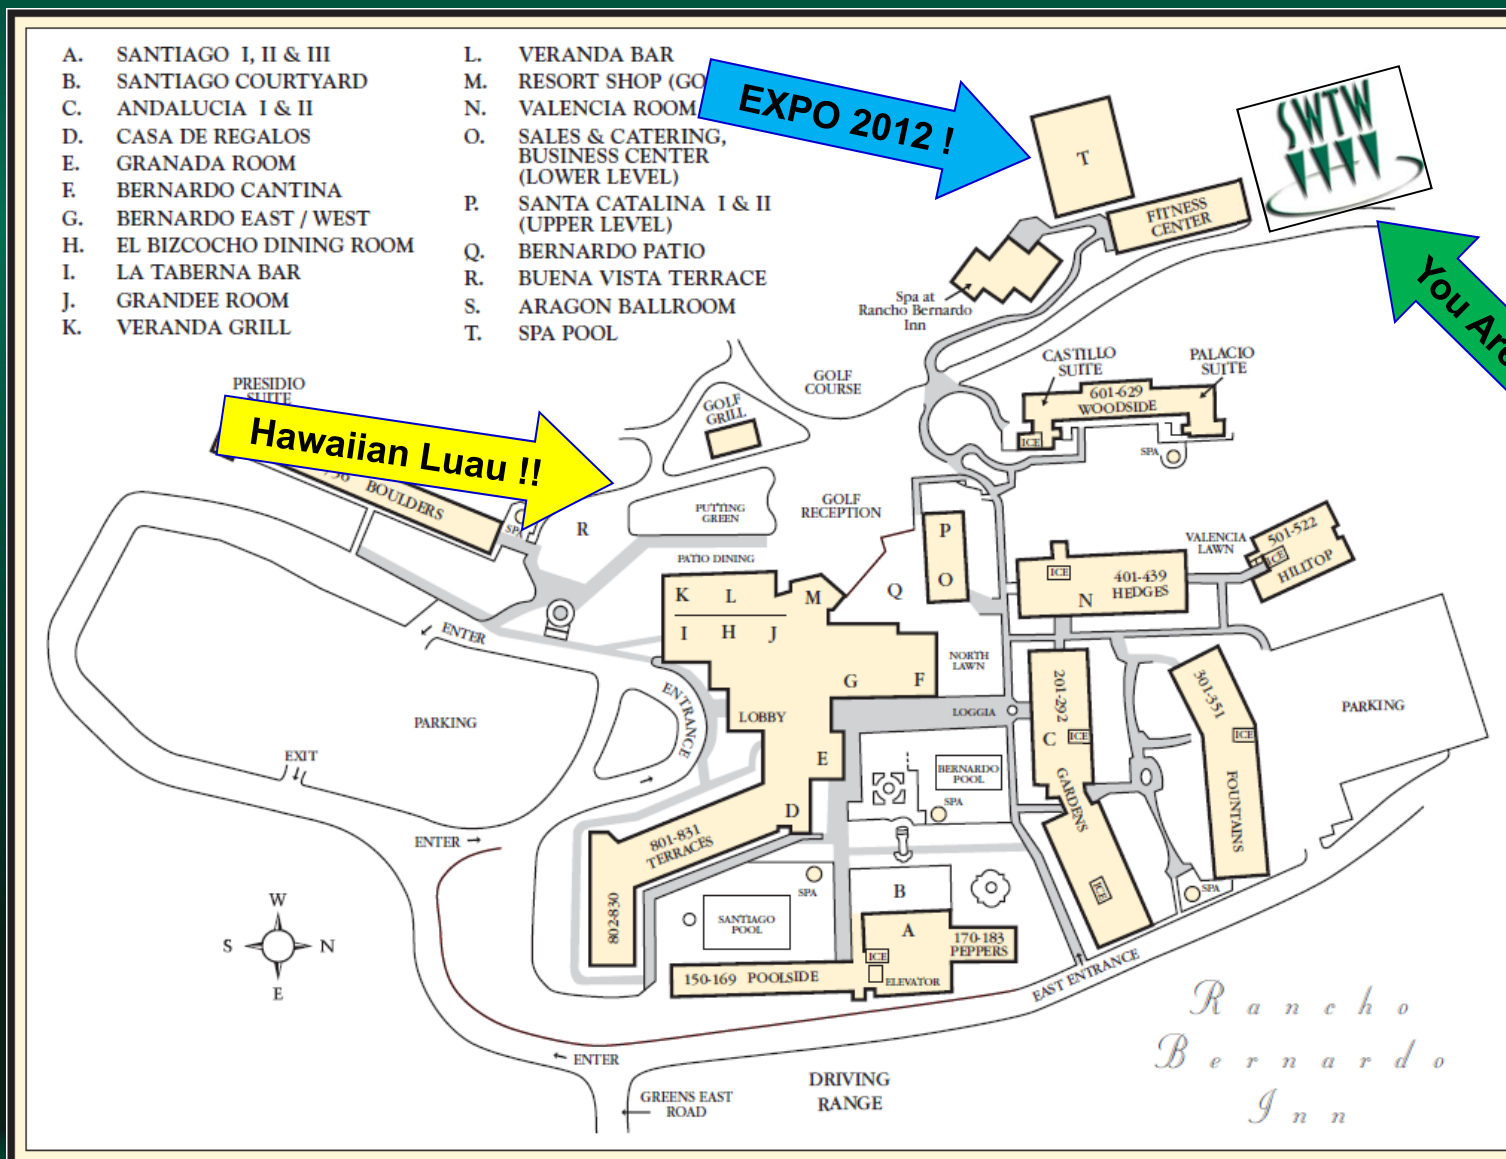 A. SANTIAGO I, II & III
B. SANTIAGO COURTYARD
C. ANDALUCIA I & II
D. CASA DE REGALOS
E. GRANADA ROOM
F. BERNARDO CANTINA
G. BERNARDO EAST / WEST
H. EL BIZCOCHO DINING ROOM
I. LA TABERNA BAR
J. GRANDEE ROOM
K. VERANDA GRILL
L. VERANDA BAR
M. RESORT SHOP (GO
N. VALENCIA ROOM
O. SALES & CATERING,
BUSINESS CENTER
(LOWER LEVEL)
P. SANTA CATALINA I & II
(UPPER LEVEL)
Q. BERNARDO PATIO
R. BUENA VISTA TERRACE
S. ARAGON BALLROOM
T. SPA POOL
EXPO 2012 !
T
SWTW
FITNESS
CENTER
You Are
Spa at
Rancho Bernardo
Inn
CASTILLO
SUITE
PALACIO
SUITE
601-629
WOODSIDE
ICE
SPA
GOLF
COURSE
GOLF
GRILL
PRESIDIO
SUITE
Hawaiian Luau !!
BOULDERS
SPA
R
PUTTING
GREEN
GOLF
RECEPTION
PATIO DINING
P
O
Q
VALENCIA
LAWN
501-522
ICE
HILLTOP
ICE
401-439
HEDGES
N
K
L
M
I
H
J
G
F
NORTH
LAWN
ENTER
ENTRANCE
PARKING
LOBBY
LOGGIA
201-292
C
ICE
GARDENS
ICE
301-351
ICE
FOUNTAINS
PARKING
EXIT
E
BERNARDO
POOL
SPA
D
ENTER
801-831
TERRACES
802-830
SPA
SANTIAGO
POOL
B
A
170-183
PEPPERS
ICE
ELEVATOR
150-169 POOLSIDE
SPA
W
S
N
E
EAST ENTRANCE
ENTER
GREENS EAST
ROAD
DRIVING
RANGE
Rancho
Bernardo
Inn